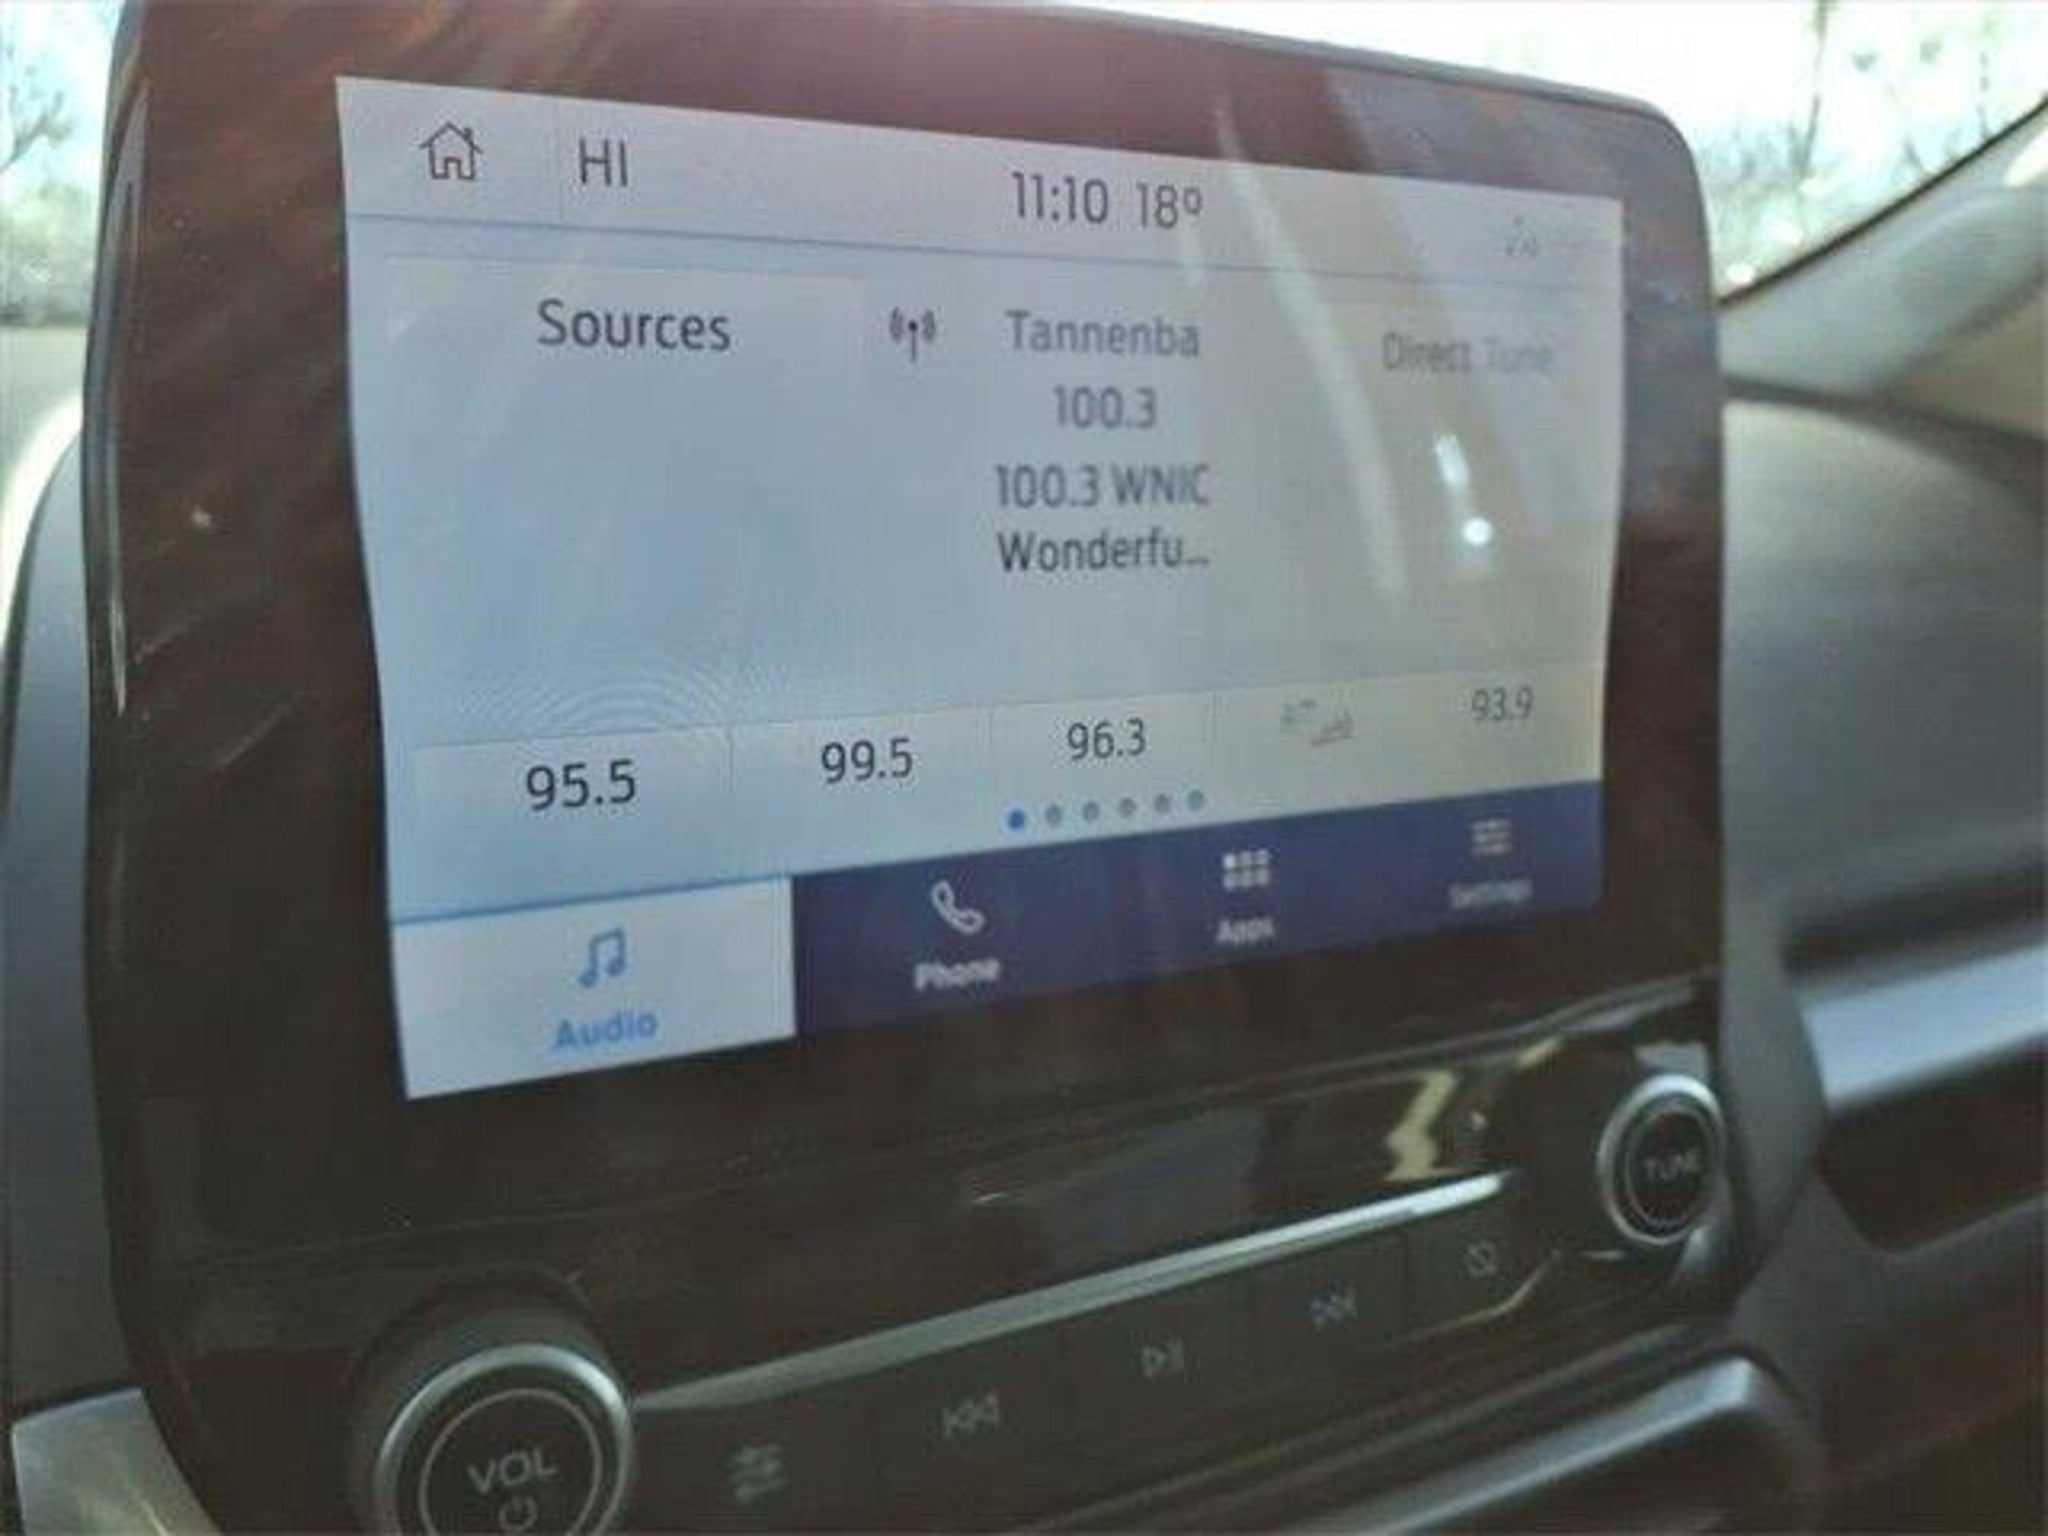 HI
11:10 18°
Sources
Tannenba
Direct Tune
100.3
100.3 WNIC
Wonderfu...
95.5
99.5
96.3
93.9
Audio
Phone
Apps
Settings
TUNE
VOL